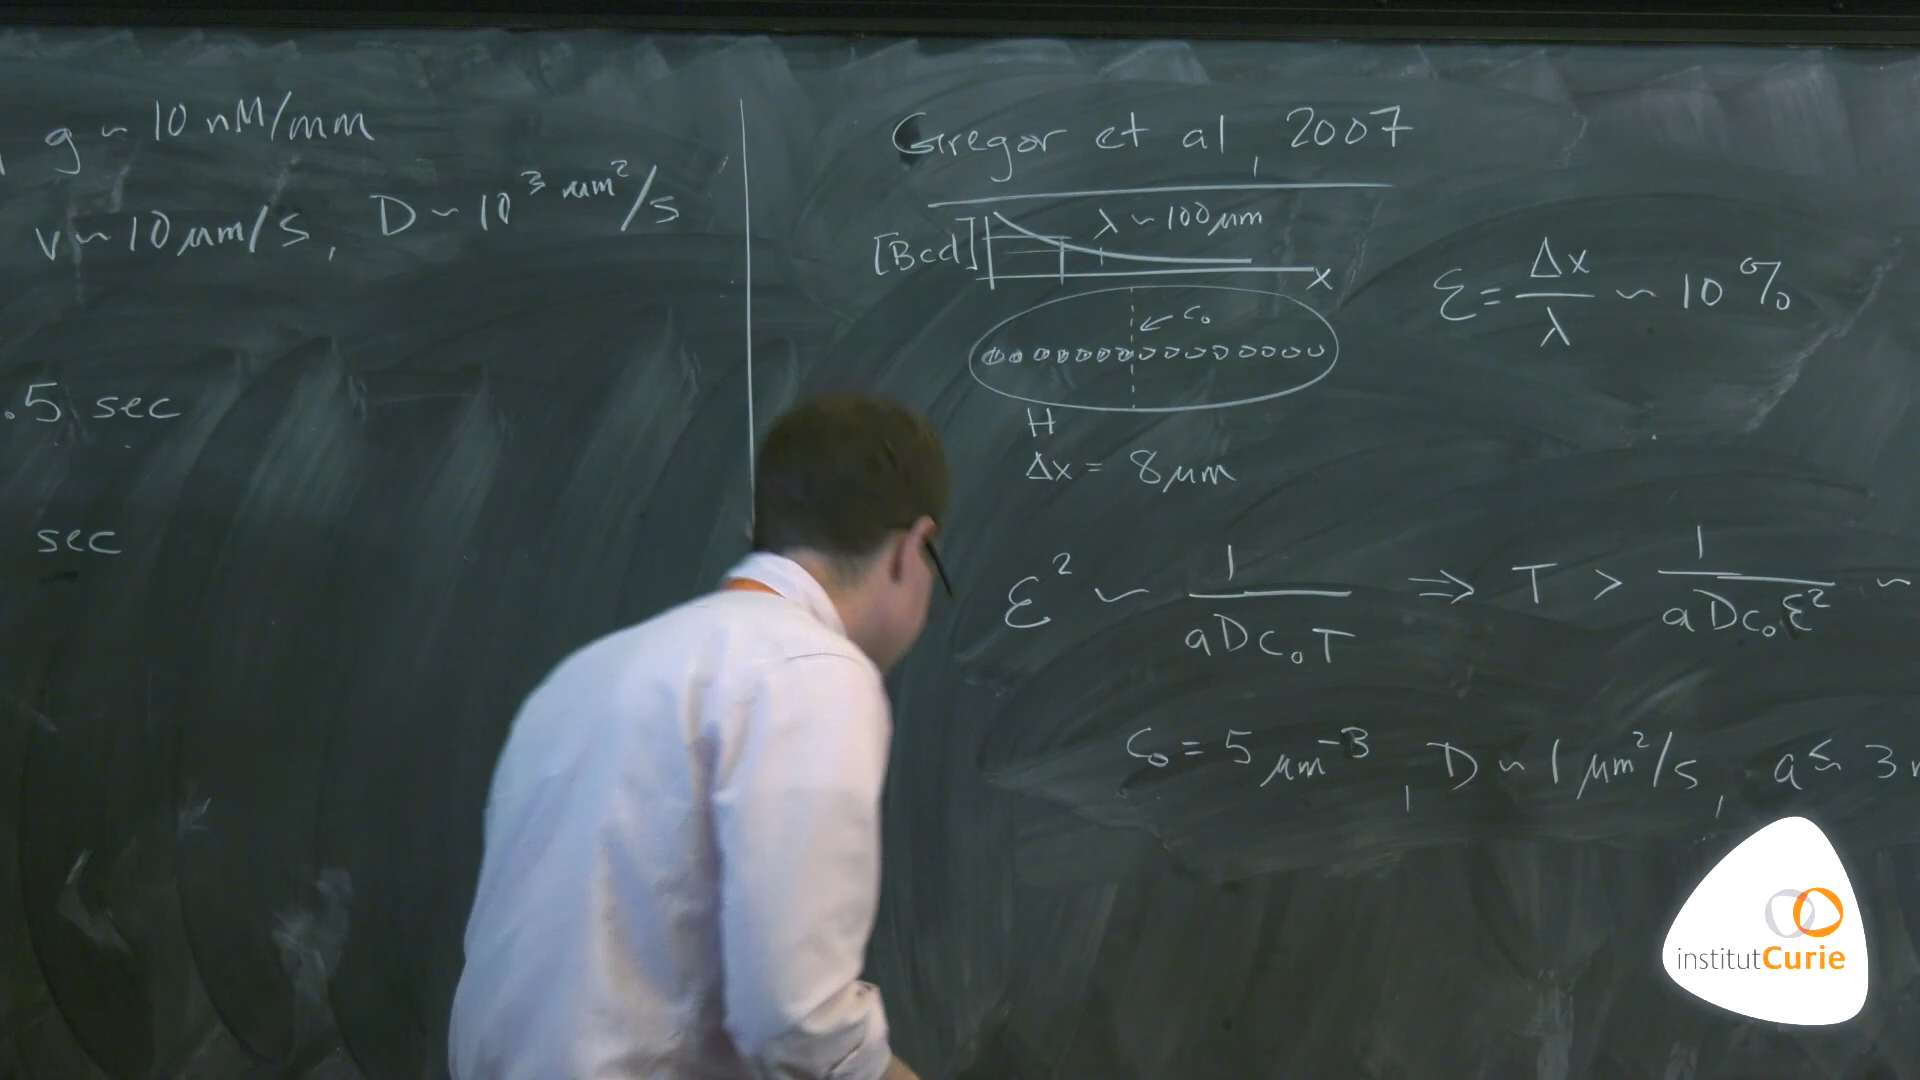 g ~ 10 nM/mm
v ~ 10 μm/s, D ~ 10³ μm²/s
.5 sec
sec
Gregor et al, 2007
λ ~ 100 μm
[Bcd]
x
c₀
ε = Δx/λ ~ 10 %
H
Δx = 8 μm
ε² ~ 1/aDc₀T ⇒ T > 1/aDc₀ε² ~
c₀ = 5 μm⁻³, D ~ 1 μm²/s, a ≤ 3
institutCurie